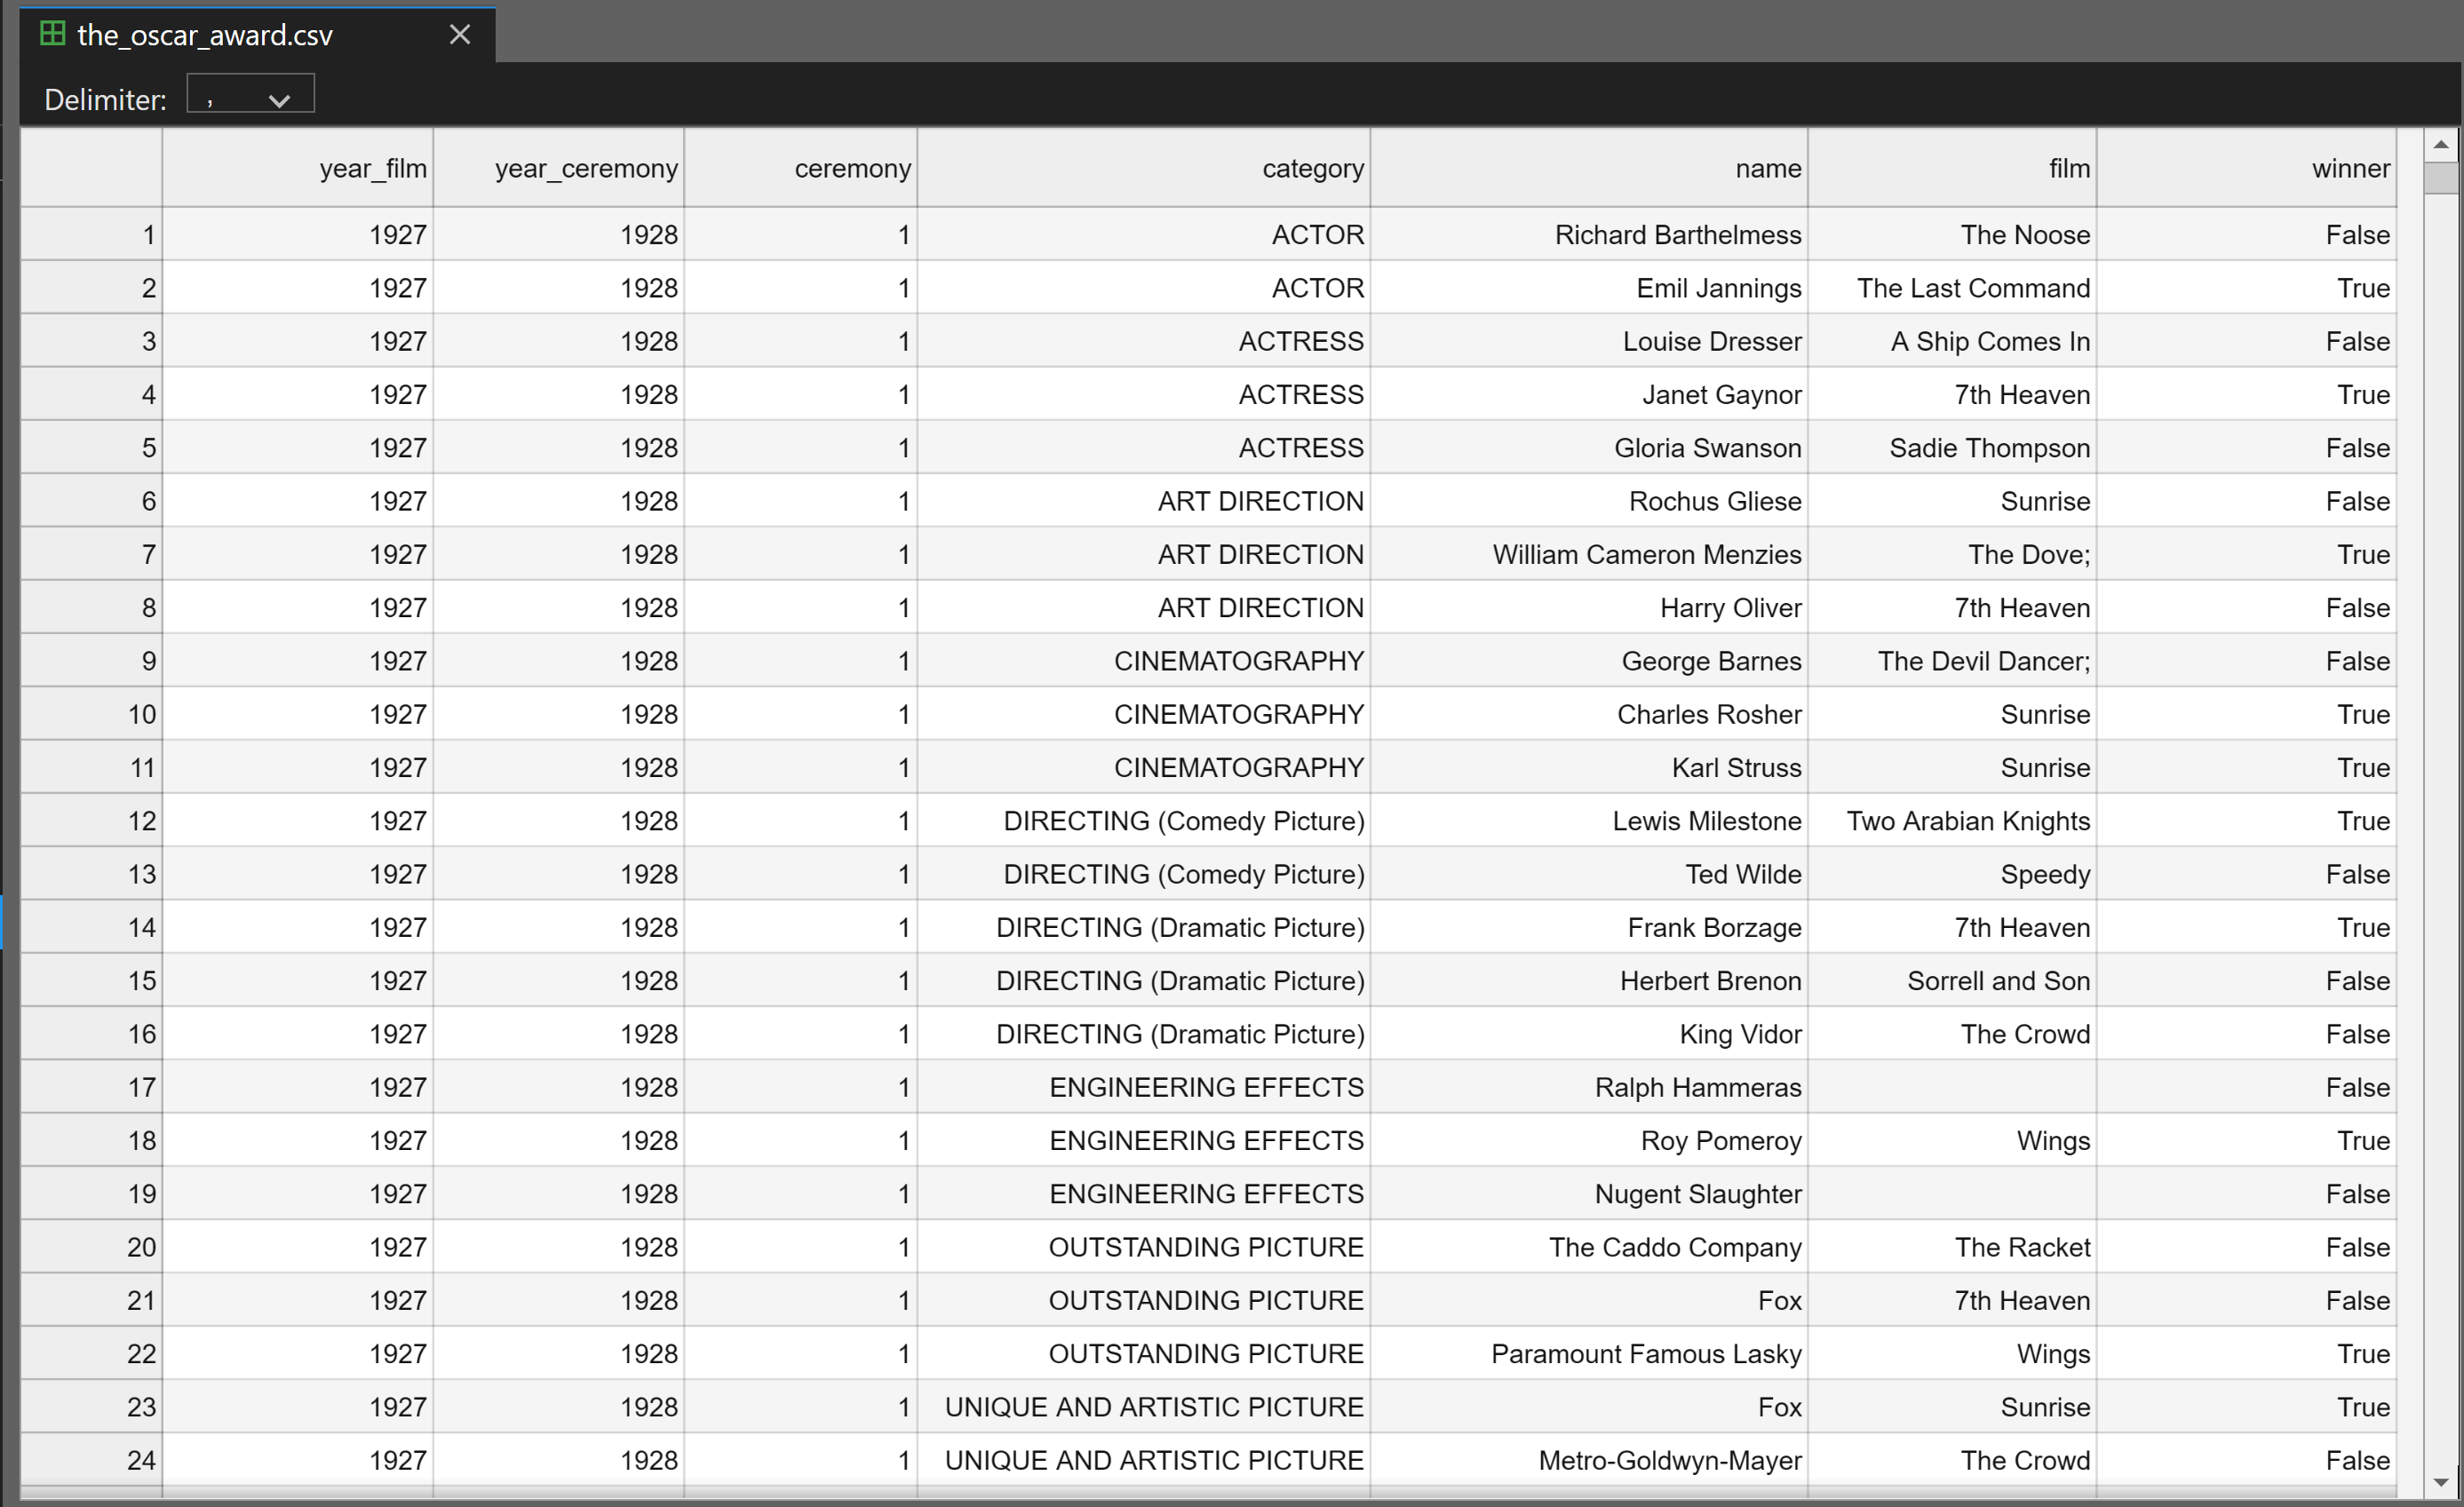 the_oscar_award.csv
Delimiter: ,
year_film year_ceremony ceremony category name film winner
1 1927 1928 1 ACTOR Richard Barthelmess The Noose False
2 1927 1928 1 ACTOR Emil Jannings The Last Command True
3 1927 1928 1 ACTRESS Louise Dresser A Ship Comes In False
4 1927 1928 1 ACTRESS Janet Gaynor 7th Heaven True
5 1927 1928 1 ACTRESS Gloria Swanson Sadie Thompson False
6 1927 1928 1 ART DIRECTION Rochus Gliese Sunrise False
7 1927 1928 1 ART DIRECTION William Cameron Menzies The Dove; True
8 1927 1928 1 ART DIRECTION Harry Oliver 7th Heaven False
9 1927 1928 1 CINEMATOGRAPHY George Barnes The Devil Dancer; False
10 1927 1928 1 CINEMATOGRAPHY Charles Rosher Sunrise True
11 1927 1928 1 CINEMATOGRAPHY Karl Struss Sunrise True
12 1927 1928 1 DIRECTING (Comedy Picture) Lewis Milestone Two Arabian Knights True
13 1927 1928 1 DIRECTING (Comedy Picture) Ted Wilde Speedy False
14 1927 1928 1 DIRECTING (Dramatic Picture) Frank Borzage 7th Heaven True
15 1927 1928 1 DIRECTING (Dramatic Picture) Herbert Brenon Sorrell and Son False
16 1927 1928 1 DIRECTING (Dramatic Picture) King Vidor The Crowd False
17 1927 1928 1 ENGINEERING EFFECTS Ralph Hammeras False
18 1927 1928 1 ENGINEERING EFFECTS Roy Pomeroy Wings True
19 1927 1928 1 ENGINEERING EFFECTS Nugent Slaughter False
20 1927 1928 1 OUTSTANDING PICTURE The Caddo Company The Racket False
21 1927 1928 1 OUTSTANDING PICTURE Fox 7th Heaven False
22 1927 1928 1 OUTSTANDING PICTURE Paramount Famous Lasky Wings True
23 1927 1928 1 UNIQUE AND ARTISTIC PICTURE Fox Sunrise True
24 1927 1928 1 UNIQUE AND ARTISTIC PICTURE Metro-Goldwyn-Mayer The Crowd False